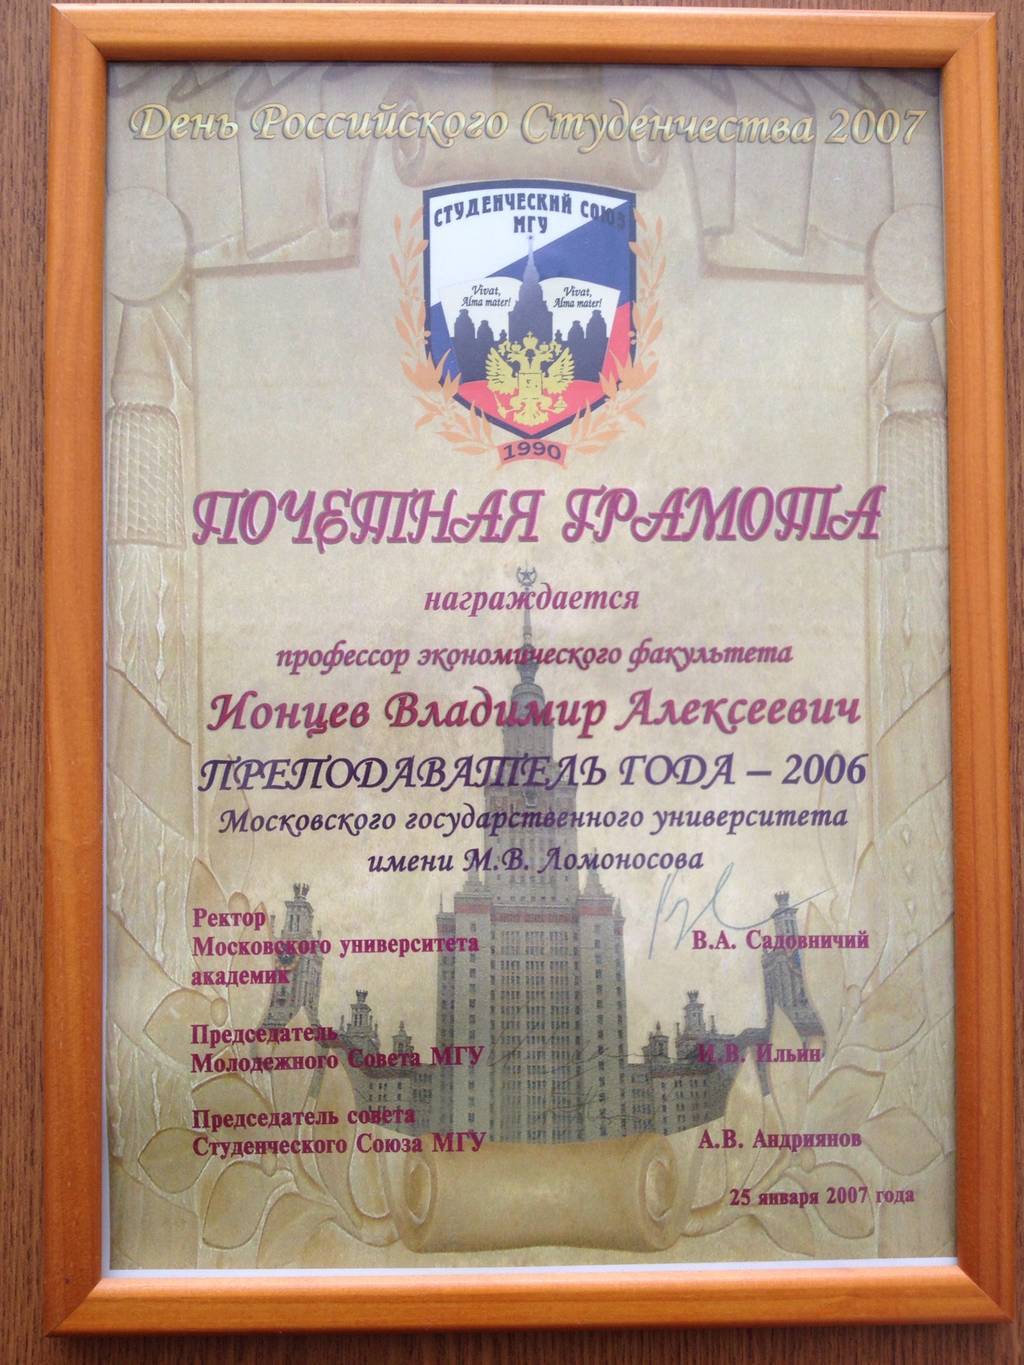 День Российского Студенчества 2007
СТУДЕНЧЕСКИЙ СОЮЗ
МГУ
Vivat,
Alma mater!
Vivat,
Alma mater!
1990
ПОЧЕТНАЯ ГРАМОТА
награждается
профессор экономического факультета
Ионцев Владимир Алексеевич
ПРЕПОДАВАТЕЛЬ ГОДА – 2006
Московского государственного университета
имени М.В. Ломоносова
Ректор
Московского университета
академик
В.А. Садовничий
Председатель
Молодежного Совета МГУ
И.В. Ильин
Председатель совета
Студенческого Союза МГУ
А.В. Андриянов
25 января 2007 года